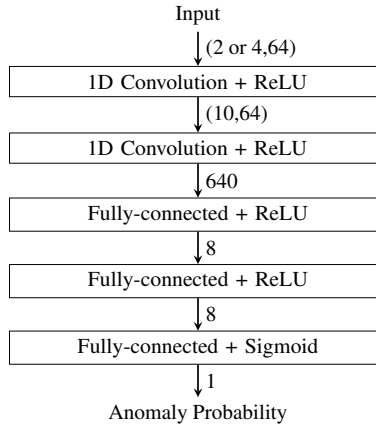 Input
(2 or 4,64)
1D Convolution + ReLU
(10,64)
1D Convolution + ReLU
640
Fully-connected + ReLU
8
Fully-connected + ReLU
8
Fully-connected + Sigmoid
1
Anomaly Probability